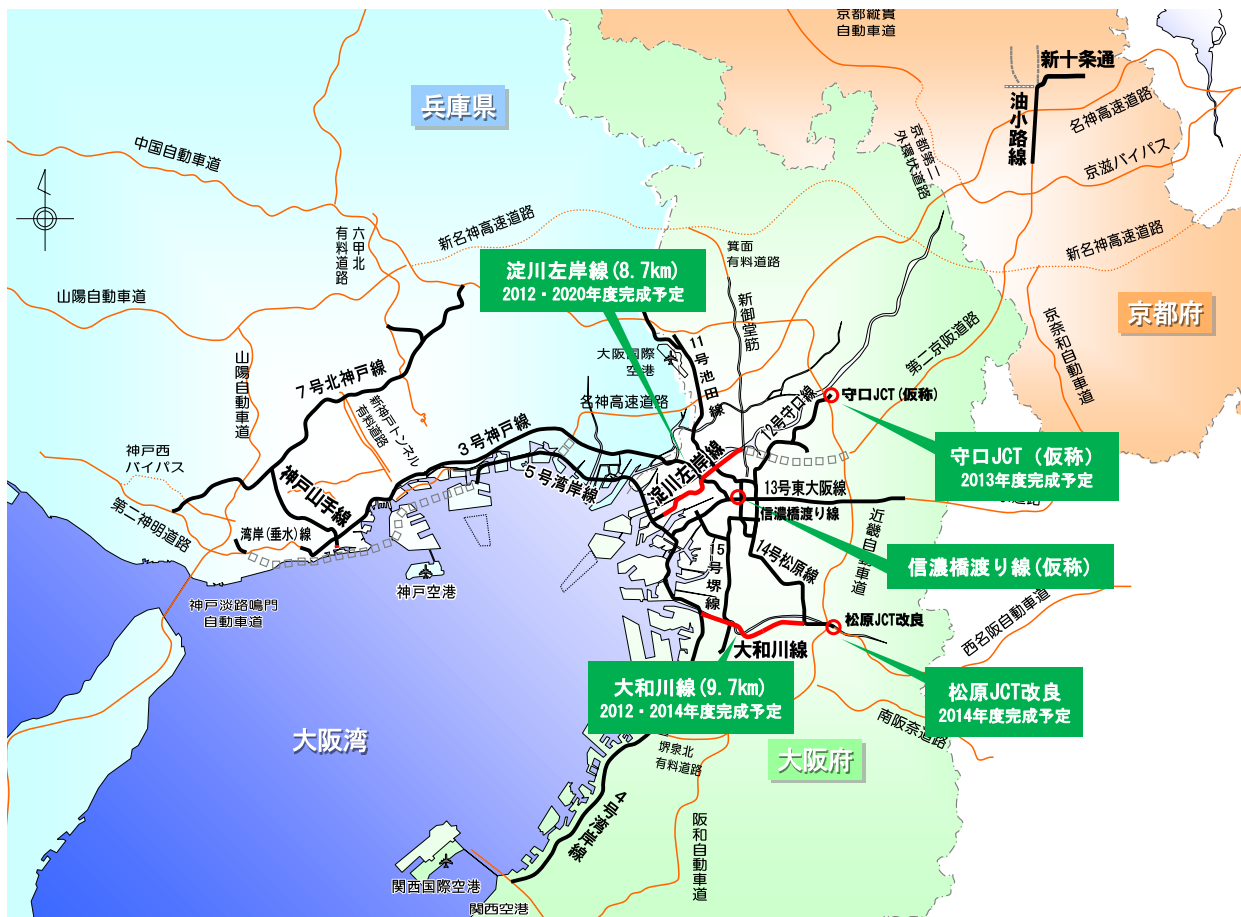 京都縦貫
自動車道
新十条通
油小路線
名神高速道路
京滋バイパス
兵庫県
中国自動車道
京都第二
外環状道路
六甲北
有料道路
新名神高速道路
箕面
有料道路
新名神高速道路
淀川左岸線(8.7km)
2012・2020年度完成予定
山陽自動車道
新御堂筋
京都府
京奈和自動車道
第二京阪道路
山陽自動車道
7号北神戸線
大阪国際
空港
11号池田線
守口JCT(仮称)
名神高速道路
12号守口線
新神戸トンネル
有料道路
3号神戸線
神戸西
バイパス
守口JCT(仮称)
2013年度完成予定
神戸山手線
5号湾岸線
淀川左岸線
13号東大阪線
道路
信濃橋渡り線
第二神明道路
湾岸(垂水)線
近畿自動車道
15号堺線
14号松原線
信濃橋渡り線(仮称)
神戸空港
神戸淡路鳴門
自動車道
松原JCT改良
西名阪自動車道
大和川線
大和川線(9.7km)
2012・2014年度完成予定
松原JCT改良
2014年度完成予定
南阪奈道路
大阪湾
堺泉北
有料道路
大阪府
4号湾岸線
阪和自動車道
関西国際空港
関西空港